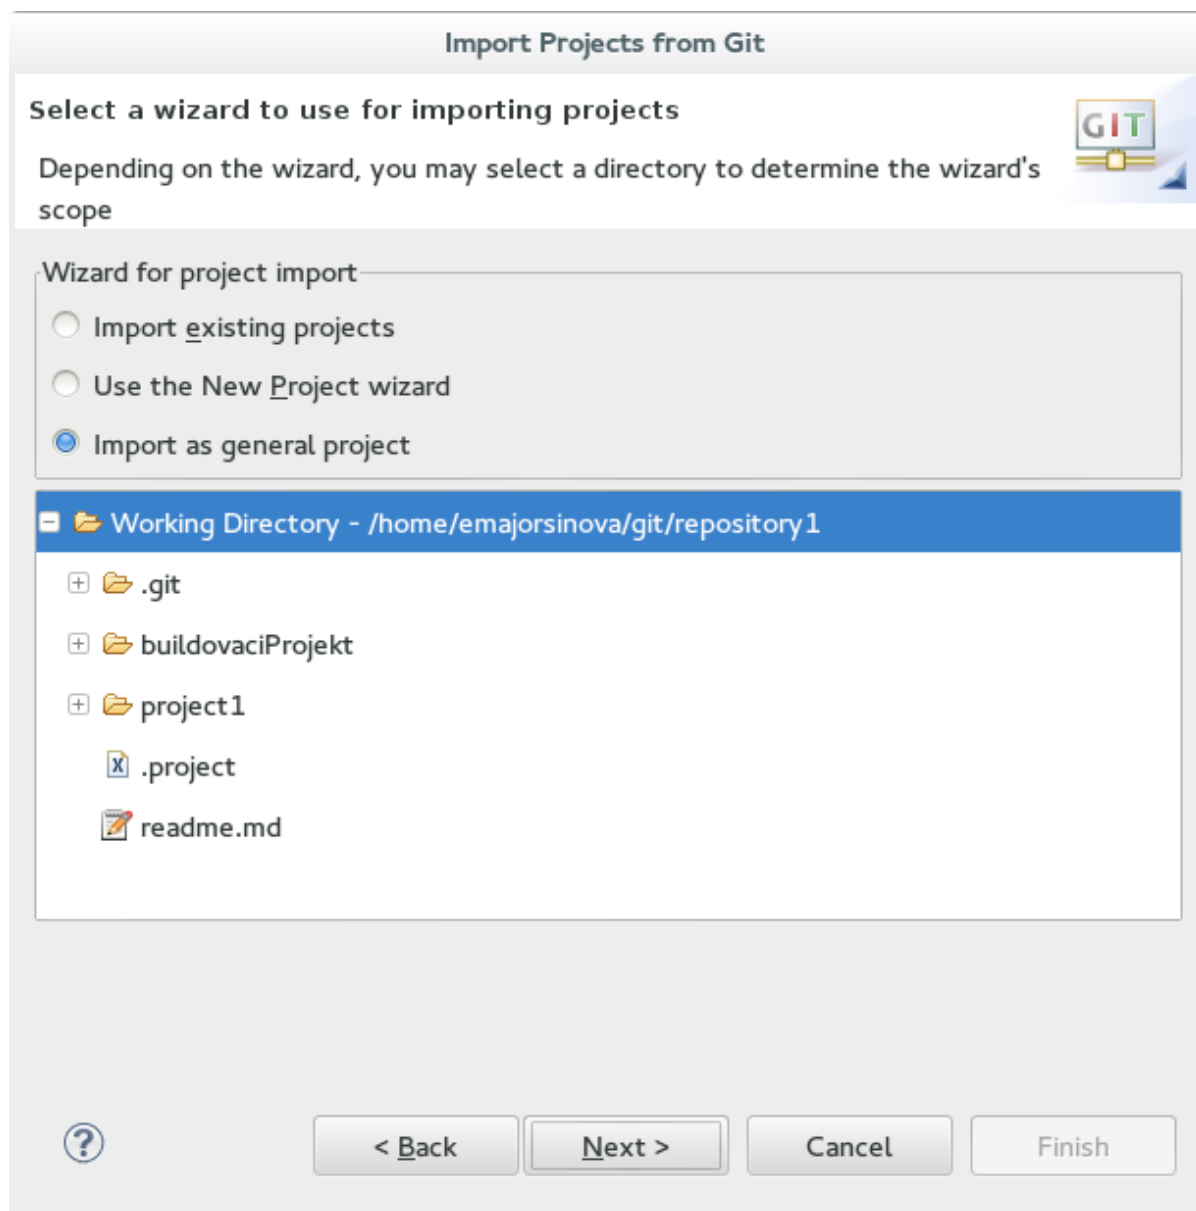 Import Projects from Git
Select a wizard to use for importing projects
Depending on the wizard, you may select a directory to determine the wizard's
scope
GIT
Wizard for project import
Import existing projects
Use the New Project wizard
Import as general project
Working Directory - /home/emajorsinova/git/repository1
.git
buildovaciProjekt
project1
.project
readme.md
< Back
Next >
Cancel
Finish